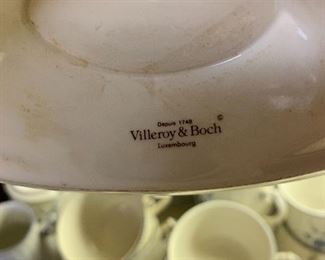 Depuis 1748
©
Villeroy & Boch
Luxembourg